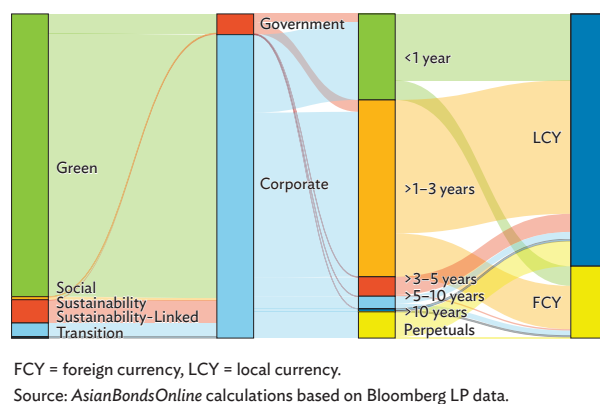 Government
<1 year
Green
LCY
Corporate
>1–3 years
Social
Sustainability
Sustainability-Linked
Transition
>3–5 years
>5–10 years
>10 years
Perpetuals
FCY
FCY = foreign currency, LCY = local currency.
Source: AsianBondsOnline calculations based on Bloomberg LP data.